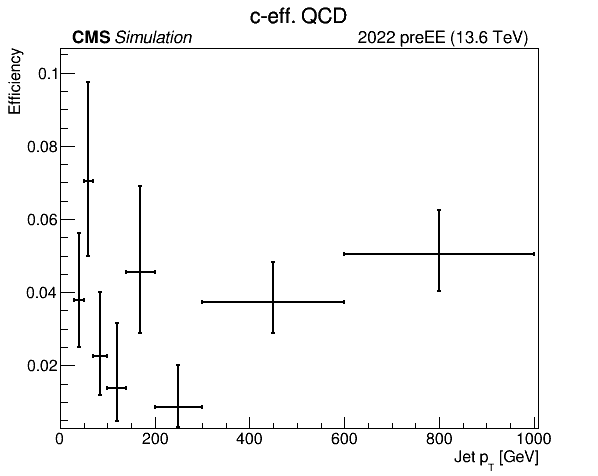 c-eff. QCD
CMS Simulation 2022 preEE (13.6 TeV)
Efficiency
0.1
0.08
0.06
0.04
0.02
0 200 400 600 800 1000
Jet p_T [GeV]